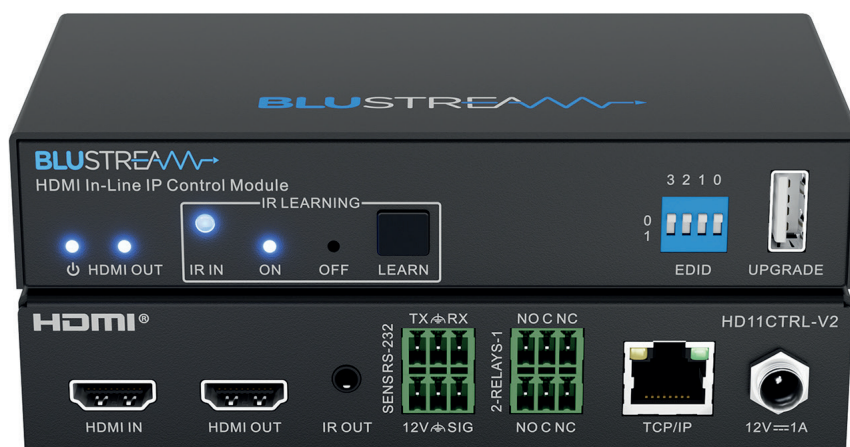 BLUSTREAM
BLUSTREAM
HDMI In-Line IP Control Module
IR LEARNING
3 2 1 0
0
1
HDMI OUT
IR IN
ON
OFF
LEARN
EDID
UPGRADE
HDMI®
TX RX
NO C NC
HD11CTRL-V2
SENSRS-232
2-RELAYS-1
HDMI IN
HDMI OUT
IR OUT
12V SIG
NO C NC
TCP/IP
12V 1A